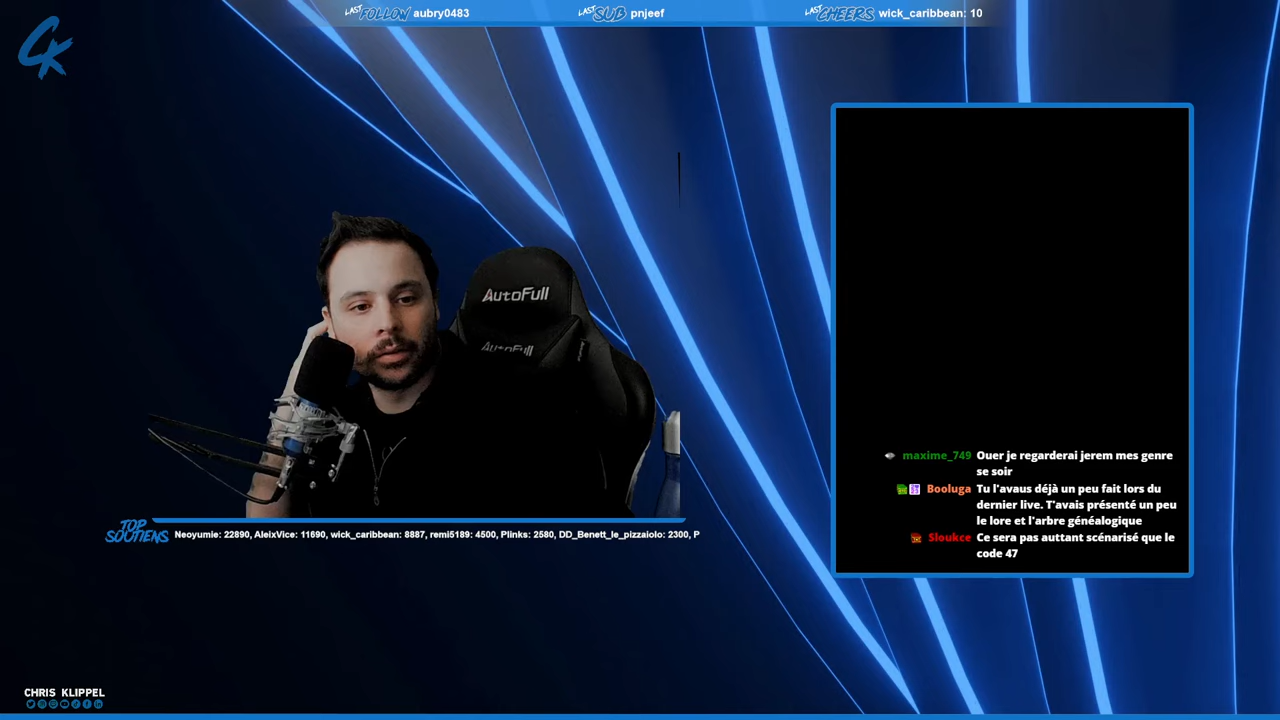 LAST FOLLOW aubry0483
LAST SUB pnjeef
LAST CHEERS wick_caribbean: 10
CK
AUTOFULL
AUTOFULL
maxime_749 Ouer je regarderai jerem mes genre
se soir
Booluga Tu l'avaus déjà un peu fait lors du
dernier live. T'avais présenté un peu
le lore et l'arbre généalogique
Sloukce Ce sera pas auttant scénarisé que le
code 47
TOP
SOUTIENS
Neoyumie: 22890, AleixVice: 11690, wick_caribbean: 8887, remi5189: 4500, Plinks: 2580, DD_Benett_le_pizzaiolo: 2300, P
CHRIS KLIPPEL